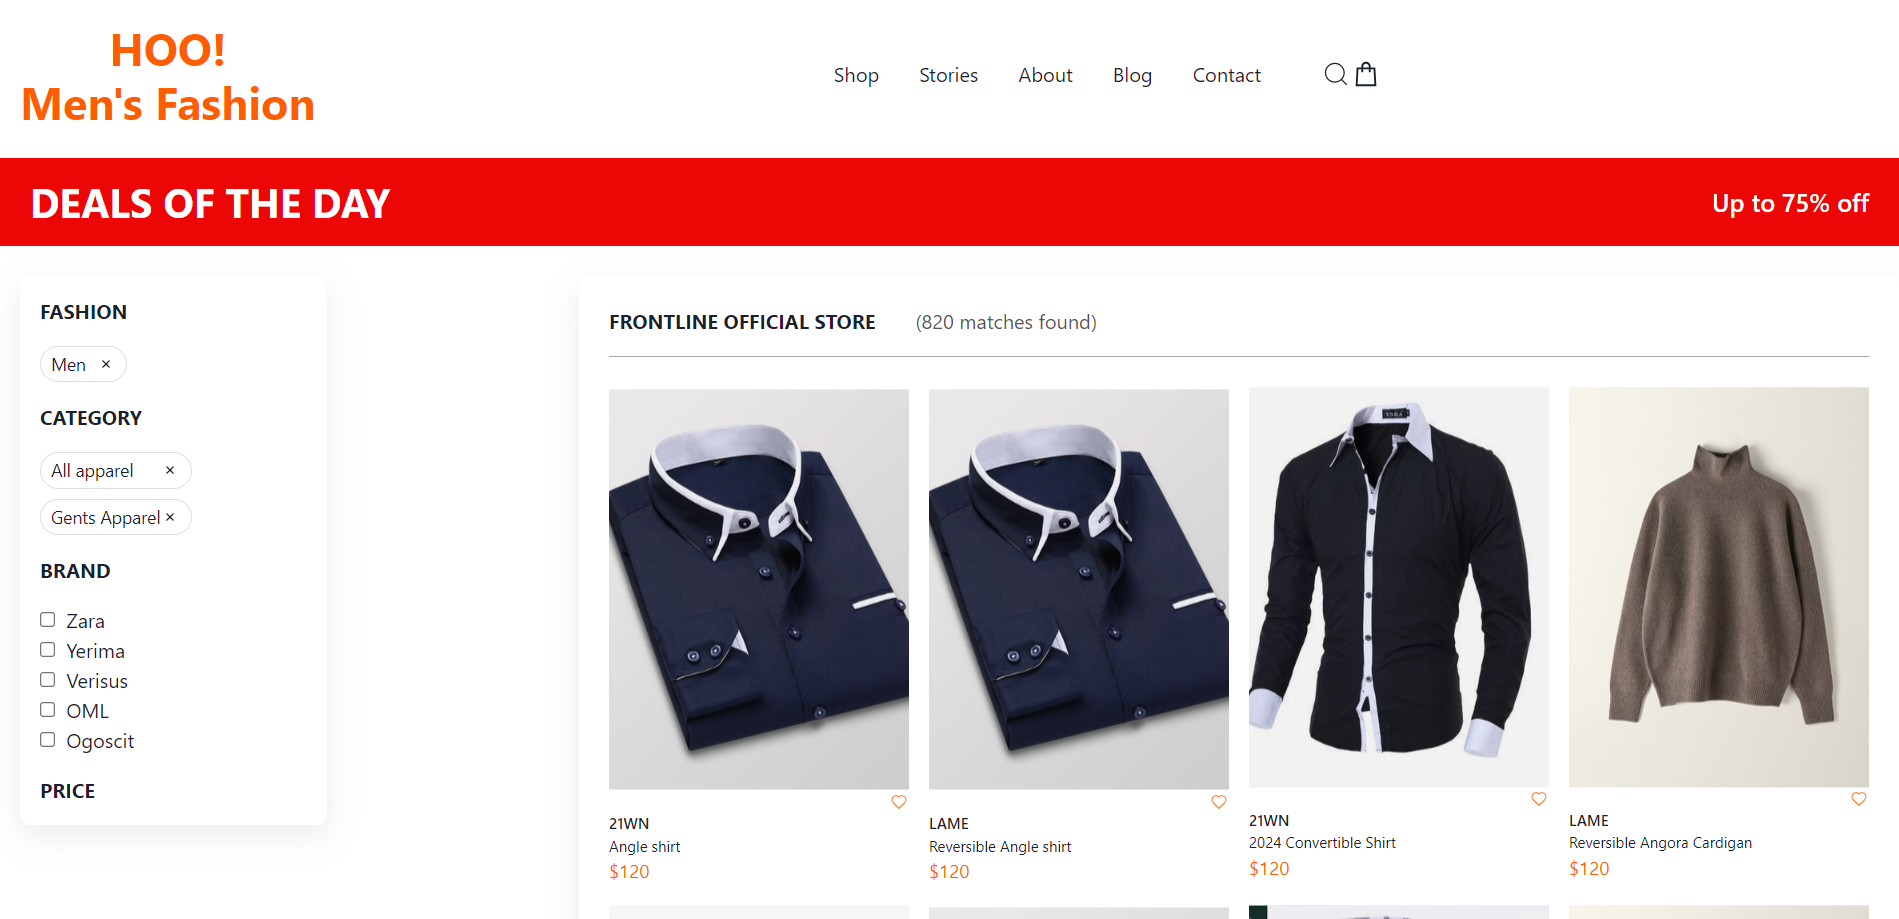 HOO!
Men's Fashion
Shop
Stories
About
Blog
Contact
DEALS OF THE DAY
Up to 75% off
FASHION
Men ×
CATEGORY
All apparel ×
Gents Apparel ×
BRAND
Zara
Yerima
Verisus
OML
Ogoscit
PRICE
FRONTLINE OFFICIAL STORE
(820 matches found)
21WN
Angle shirt
$120
LAME
Reversible Angle shirt
$120
21WN
2024 Convertible Shirt
$120
LAME
Reversible Angora Cardigan
$120